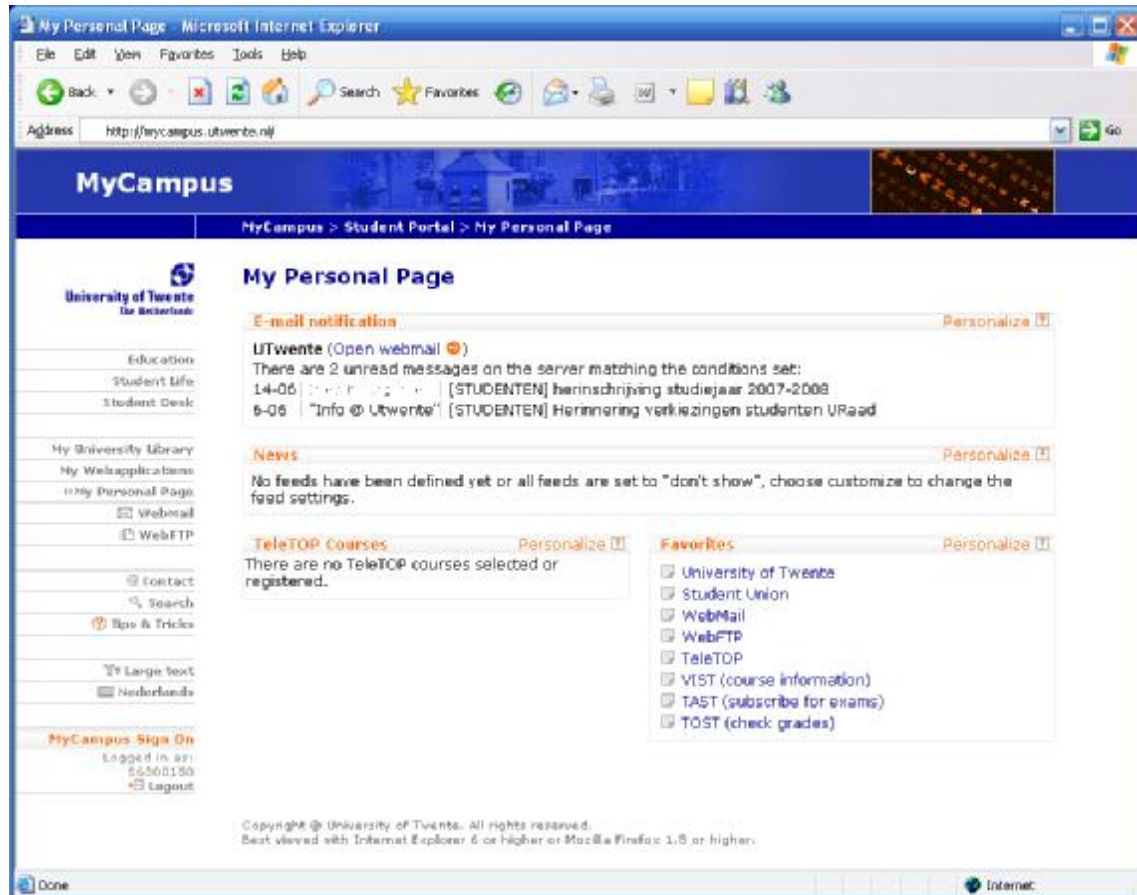 My Personal Page - Microsoft Internet Explorer
File Edit View Favorites Tools Help
Back Search Favorites
Address http://mycampus.utwente.nl/ Go
MyCampus
MyCampus > Student Portal > My Personal Page
University of Twente
The Netherlands
Education
Student Life
Student Desk
My University Library
My Webapplications
My Personal Page
Webmail
WebFTP
Contact
Search
Tips & Tricks
Large text
Nederlands
MyCampus Sign On
Logged in as:
Logout
My Personal Page
E-mail notification Personalize
UTwente (Open webmail)
There are 2 unread messages on the server matching the conditions set:
14-06 [STUDENTEN] herinschrijving studiejaar 2007-2008
6-06 "Info @ Utwente" [STUDENTEN] Herinnering verkiezingen studenten URaad
News Personalize
No feeds have been defined yet or all feeds are set to "don't show", choose customize to change the
feed settings.
TeleTOP Courses Personalize
There are no TeleTOP courses selected or
registered.
Favorites Personalize
University of Twente
Student Union
WebMail
WebFTP
TeleTOP
VIST (course information)
TAST (subscribe for exams)
TOST (check grades)
Copyright @ University of Twente. All rights reserved.
Best viewed with Internet Explorer 6 or higher or Mozilla Firefox 1.5 or higher.
Done Internet